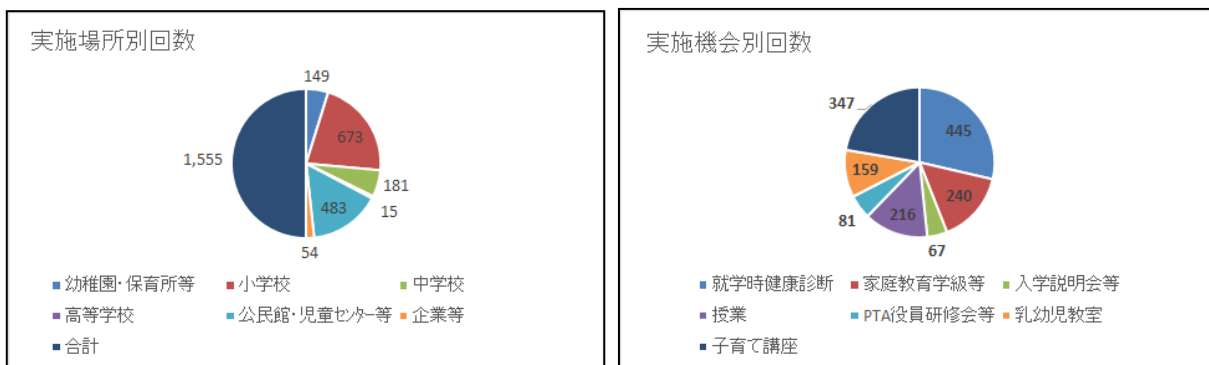 実施場所別回数
149
673
181
15
483
54
1,555
■幼稚園・保育所等 ■小学校 ■中学校
■高等学校 ■公民館・児童センター等 ■企業等
■合計
実施機会別回数
445
240
67
216
81
159
347
■就学時健康診断 ■家庭教育学級等 ■入学説明会等
■授業 ■PTA役員研修会等 ■乳幼児教室
■子育て講座